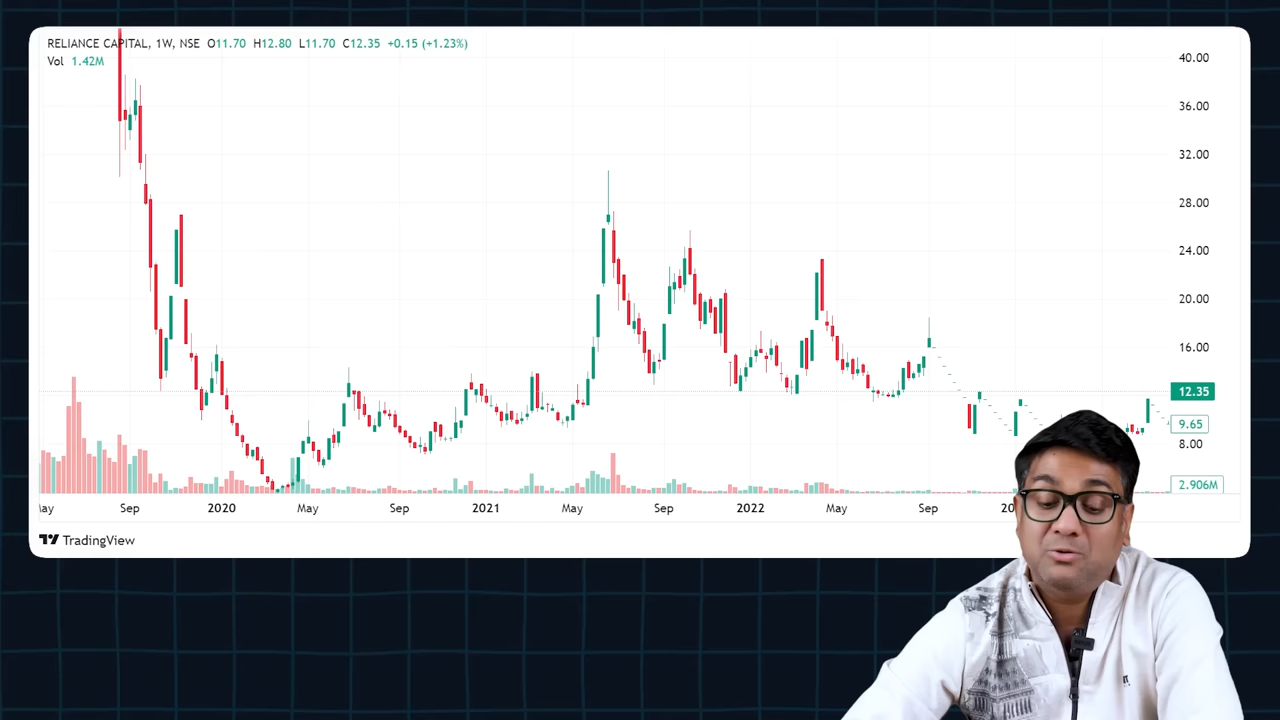 RELIANCE CAPITAL, 1W, NSE O11.70 H12.80 L11.70 C12.35 +0.15 (+1.23%)
Vol 1.42M
40.00
36.00
32.00
28.00
24.00
20.00
16.00
12.35
9.65
8.00
2.906M
Sep 2020 May Sep 2021 May Sep 2022 May Sep
TradingView